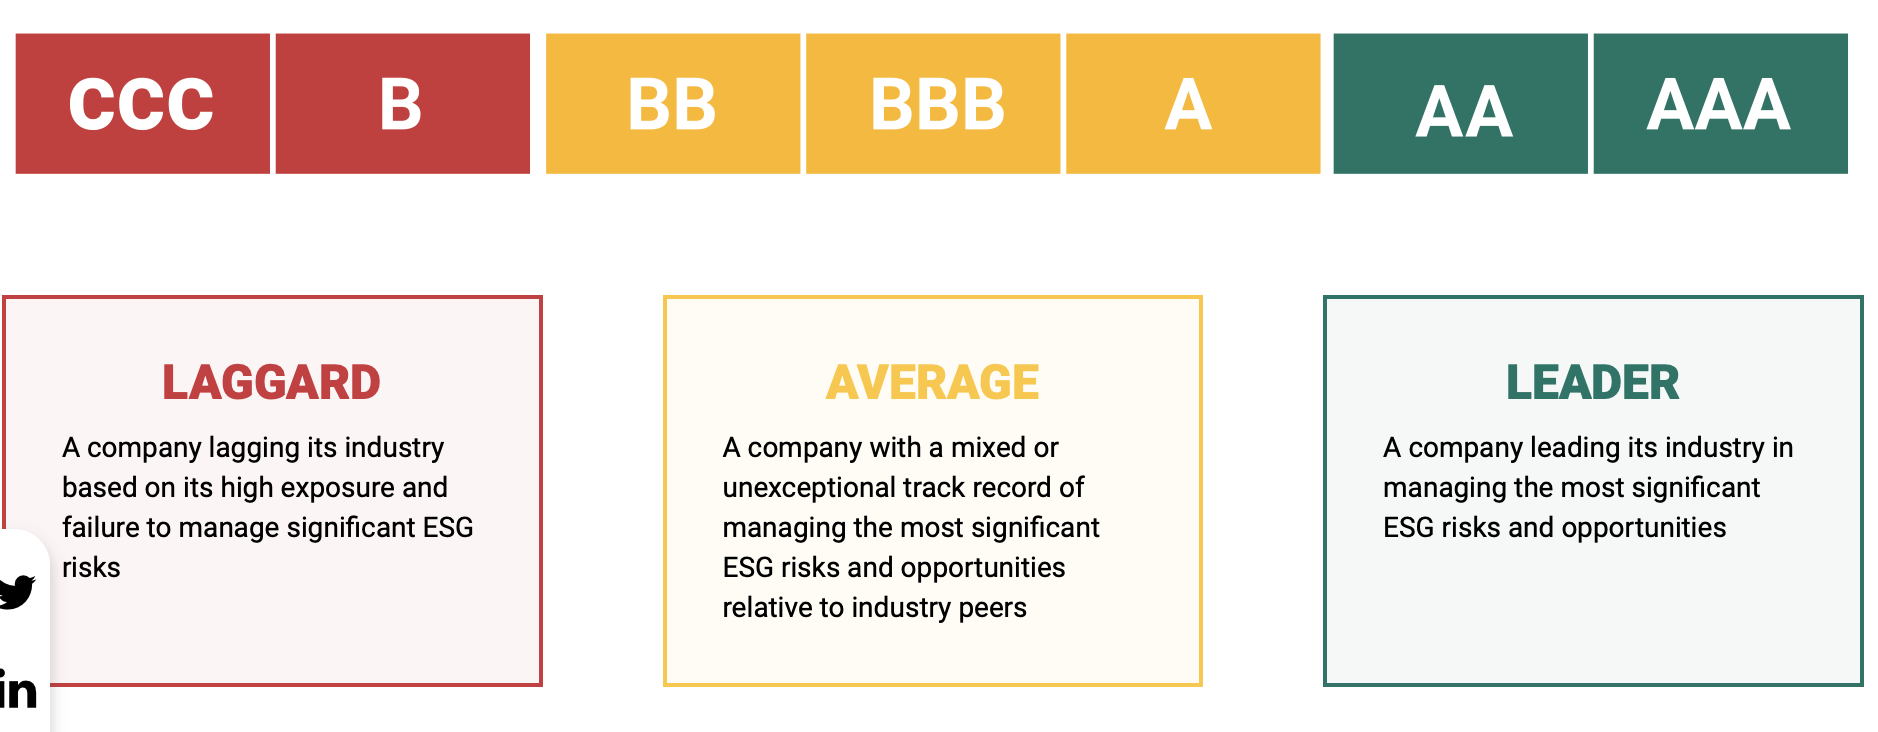 CCC B BB BBB A AA AAA
LAGGARD
A company lagging its industry
based on its high exposure and
failure to manage significant ESG
risks
AVERAGE
A company with a mixed or
unexceptional track record of
managing the most significant
ESG risks and opportunities
relative to industry peers
LEADER
A company leading its industry in
managing the most significant
ESG risks and opportunities
in